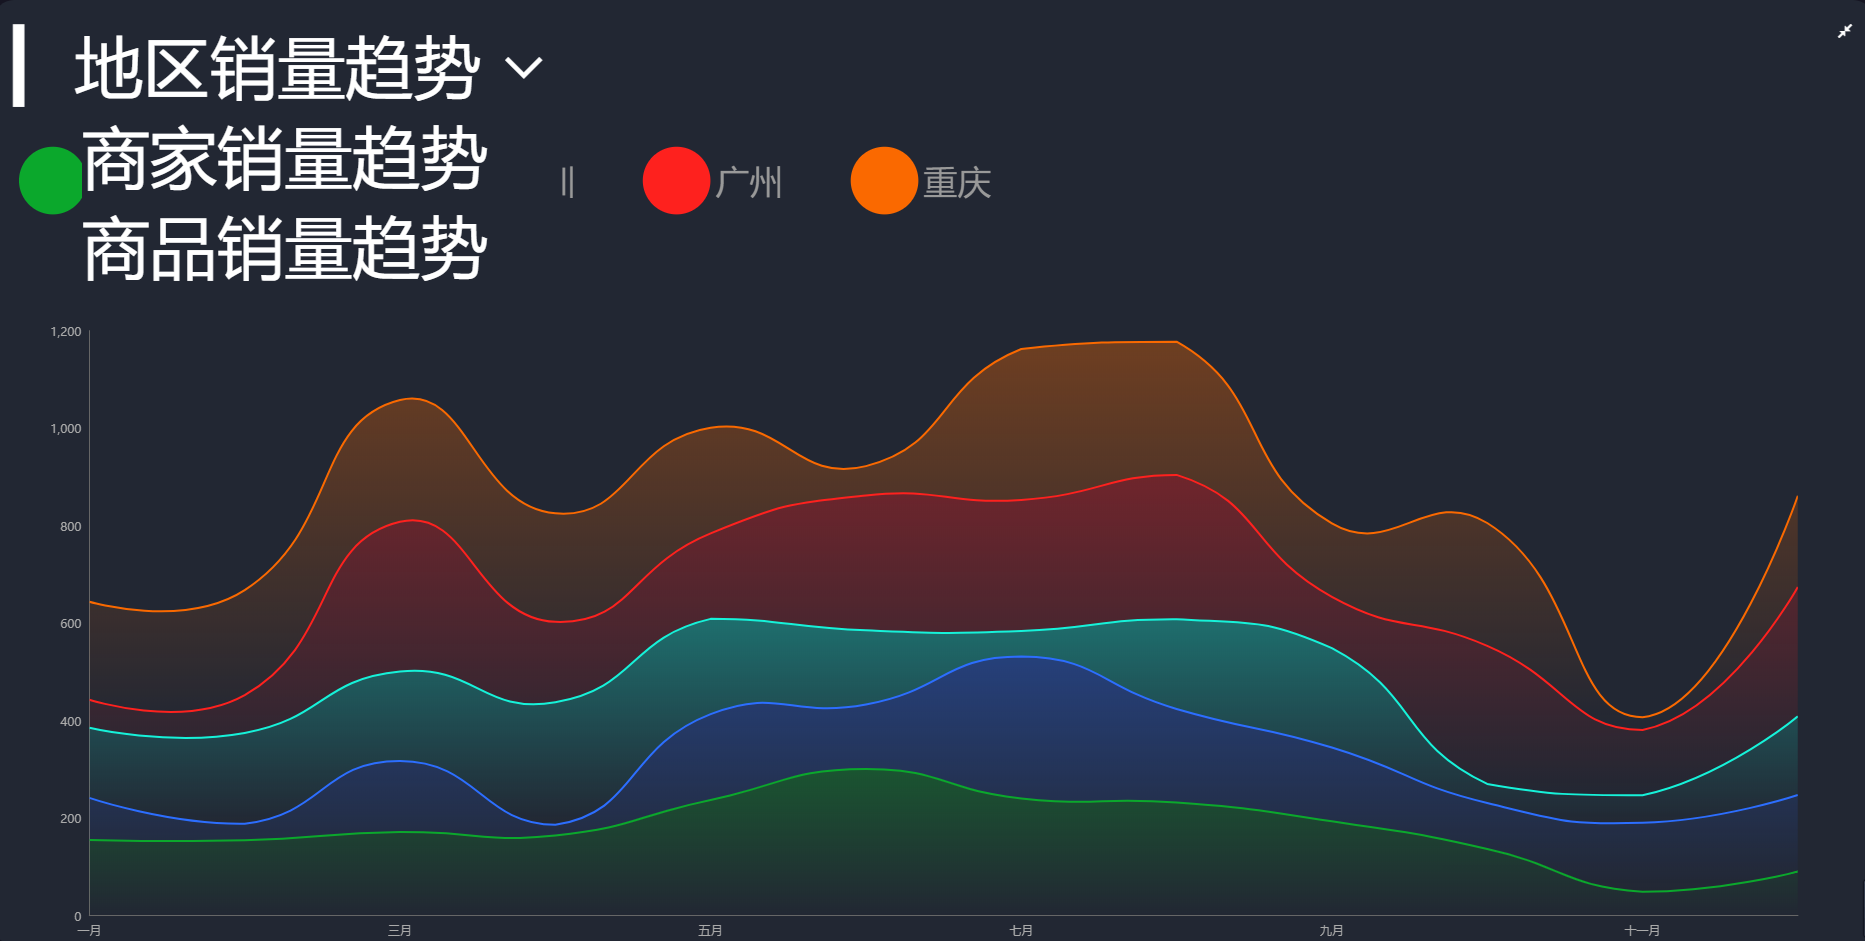 地区销量趋势
商家销量趋势
商品销量趋势
广州
重庆
1,200
1,000
800
600
400
200
0
一月 三月 五月 七月 九月 十一月